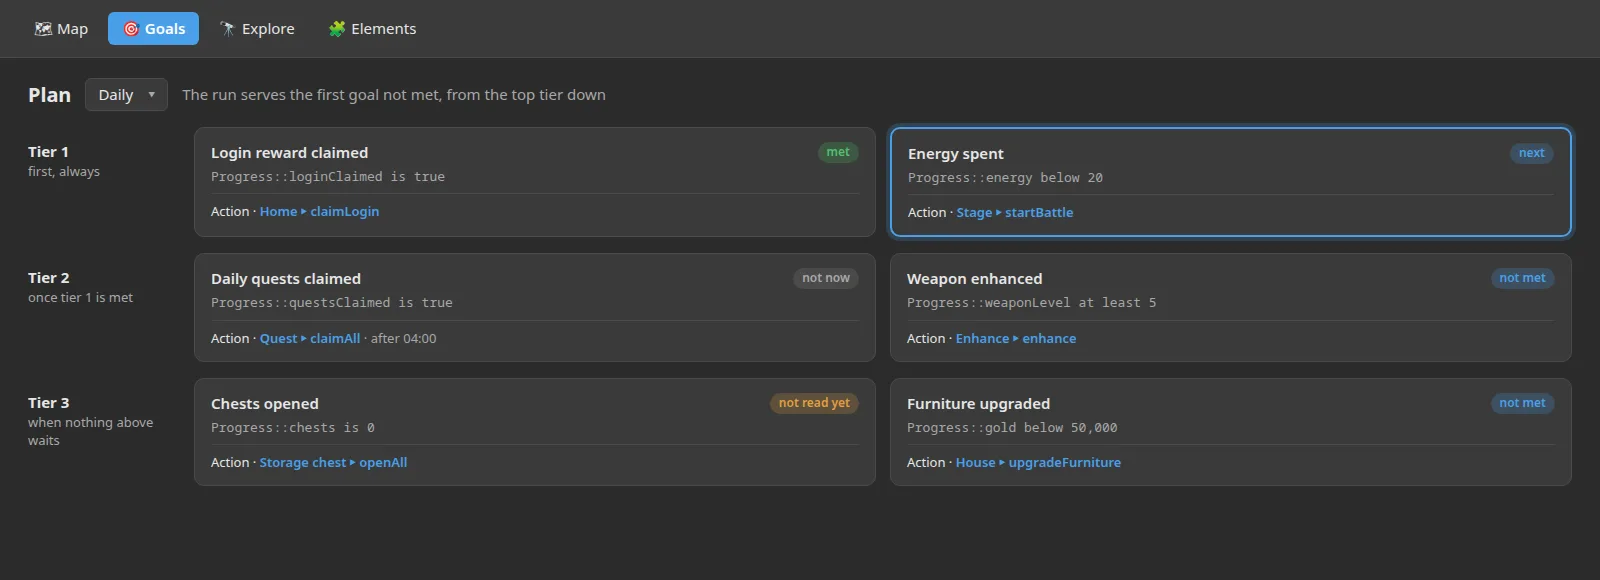 Map Goals Explore Elements
Plan Daily The run serves the first goal not met, from the top tier down
Tier 1
first, always
Login reward claimed met
Progress::loginClaimed is true
Action · Home ▸ claimLogin
Energy spent next
Progress::energy below 20
Action · Stage ▸ startBattle
Tier 2
once tier 1 is met
Daily quests claimed not now
Progress::questsClaimed is true
Action · Quest ▸ claimAll · after 04:00
Weapon enhanced not met
Progress::weaponLevel at least 5
Action · Enhance ▸ enhance
Tier 3
when nothing above
waits
Chests opened not read yet
Progress::chests is 0
Action · Storage chest ▸ openAll
Furniture upgraded not met
Progress::gold below 50,000
Action · House ▸ upgradeFurniture